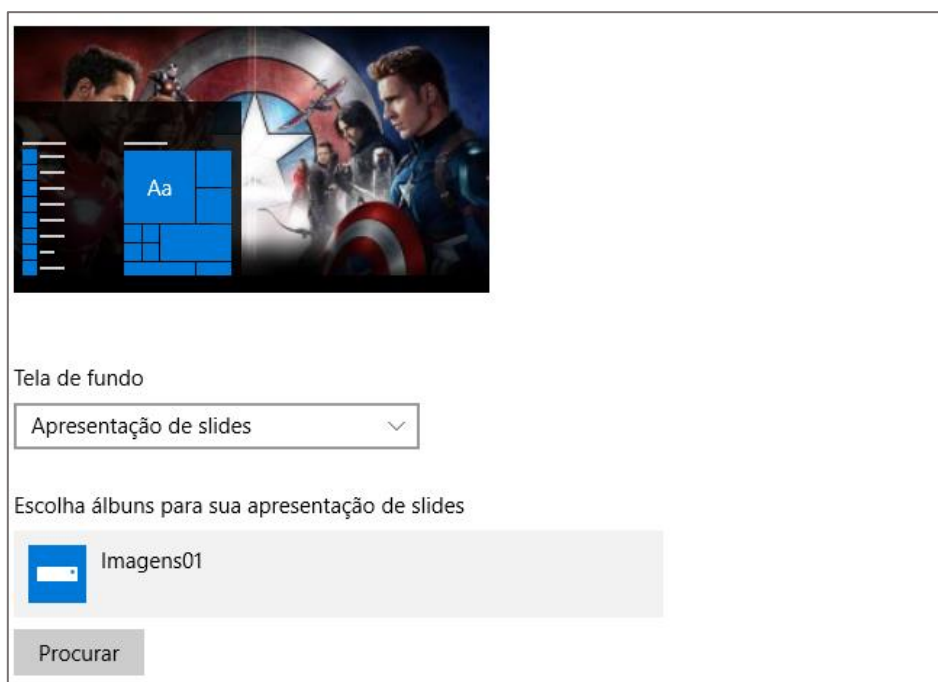 Aa
Tela de fundo
Apresentação de slides
Escolha álbuns para sua apresentação de slides
Imagens01
Procurar